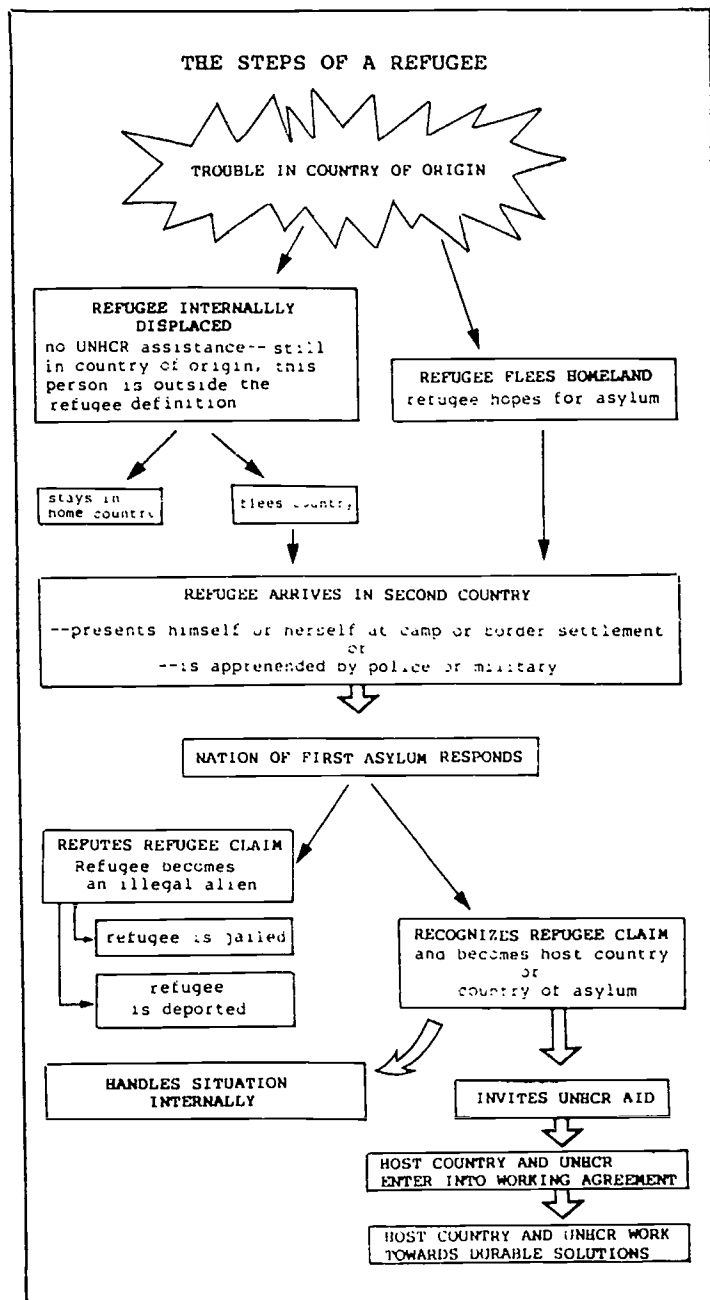 THE STEPS OF A REFUGEE
TROUBLE IN COUNTRY OF ORIGIN
REFUGEE INTERNALLLY
DISPLACED
no UNHCR assistance--still
in country of origin, this
person is outside the
refugee definition
REFUGEE FLEES HOMELAND
refugee hopes for asylum
stays in
home country
flees country
REFUGEE ARRIVES IN SECOND COUNTRY
--presents himself or herself at camp or border settlement
or
--is apprehended by police or military
NATION OF FIRST ASYLUM RESPONDS
REFUTES REFUGEE CLAIM
Refugee becomes
an illegal alien
refugee is jailed
refugee
is deported
RECOGNIZES REFUGEE CLAIM
and becomes host country
or
country of asylum
HANDLES SITUATION
INTERNALLY
INVITES UNHCR AID
HOST COUNTRY AND UNHCR
ENTER INTO WORKING AGREEMENT
HOST COUNTRY AND UNHCR WORK
TOWARDS DURABLE SOLUTIONS